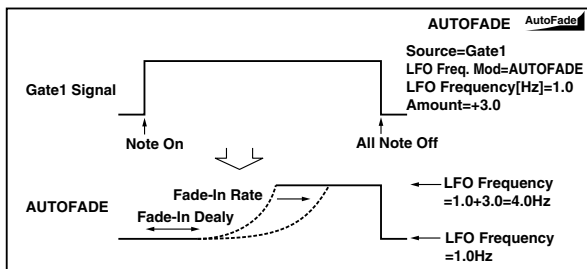 AUTOFADE AutoFade
Source=Gate1
LFO Freq. Mod=AUTOFADE
LFO Frequency[Hz]=1.0
Amount=+3.0
Gate1 Signal
Note On
All Note Off
AUTOFADE
Fade-In Rate
Fade-In Dealy
LFO Frequency
=1.0+3.0=4.0Hz
LFO Frequency
=1.0Hz